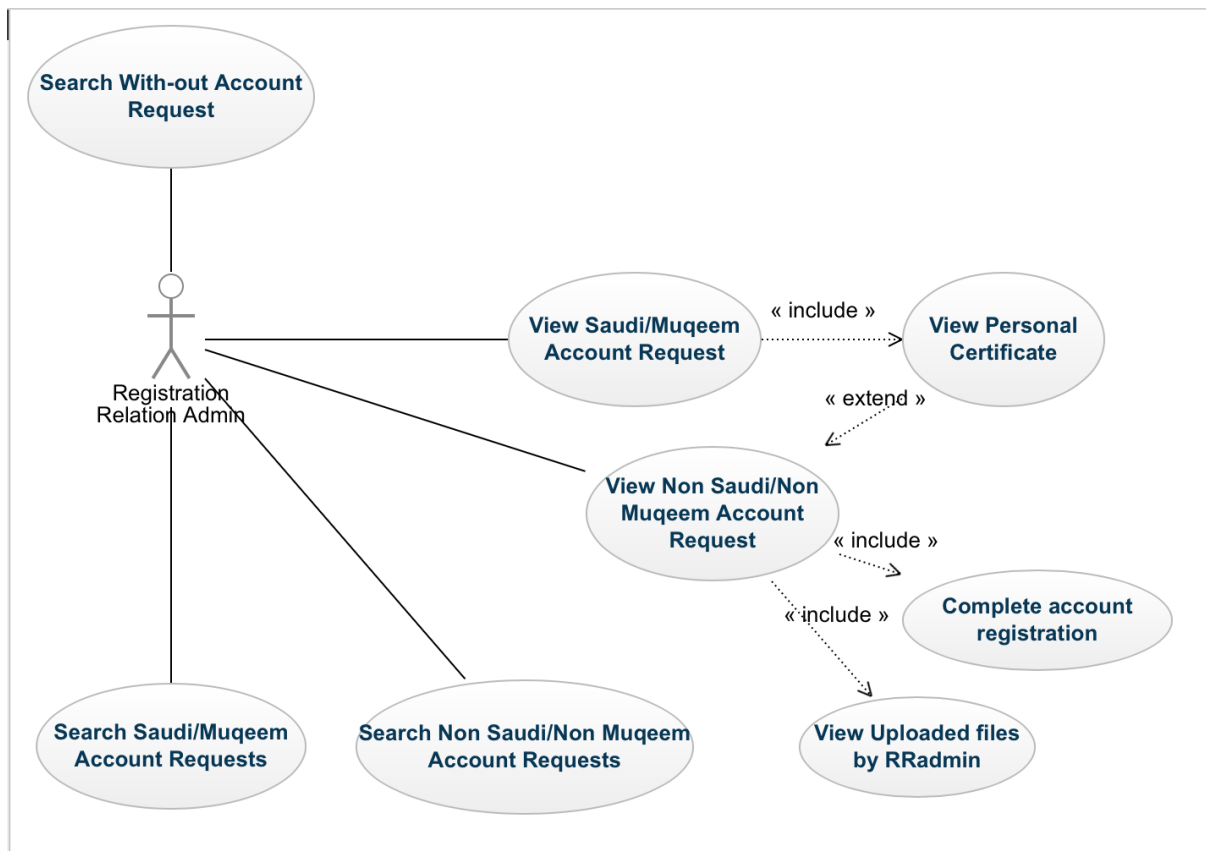 Search With-out Account
Request
Registration
Relation Admin
View Saudi/Muqeem
Account Request
« include »
View Personal
Certificate
« extend »
View Non Saudi/Non
Muqeem Account
Request
« include »
Complete account
registration
« include »
View Uploaded files
by RRadmin
Search Saudi/Muqeem
Account Requests
Search Non Saudi/Non Muqeem
Account Requests